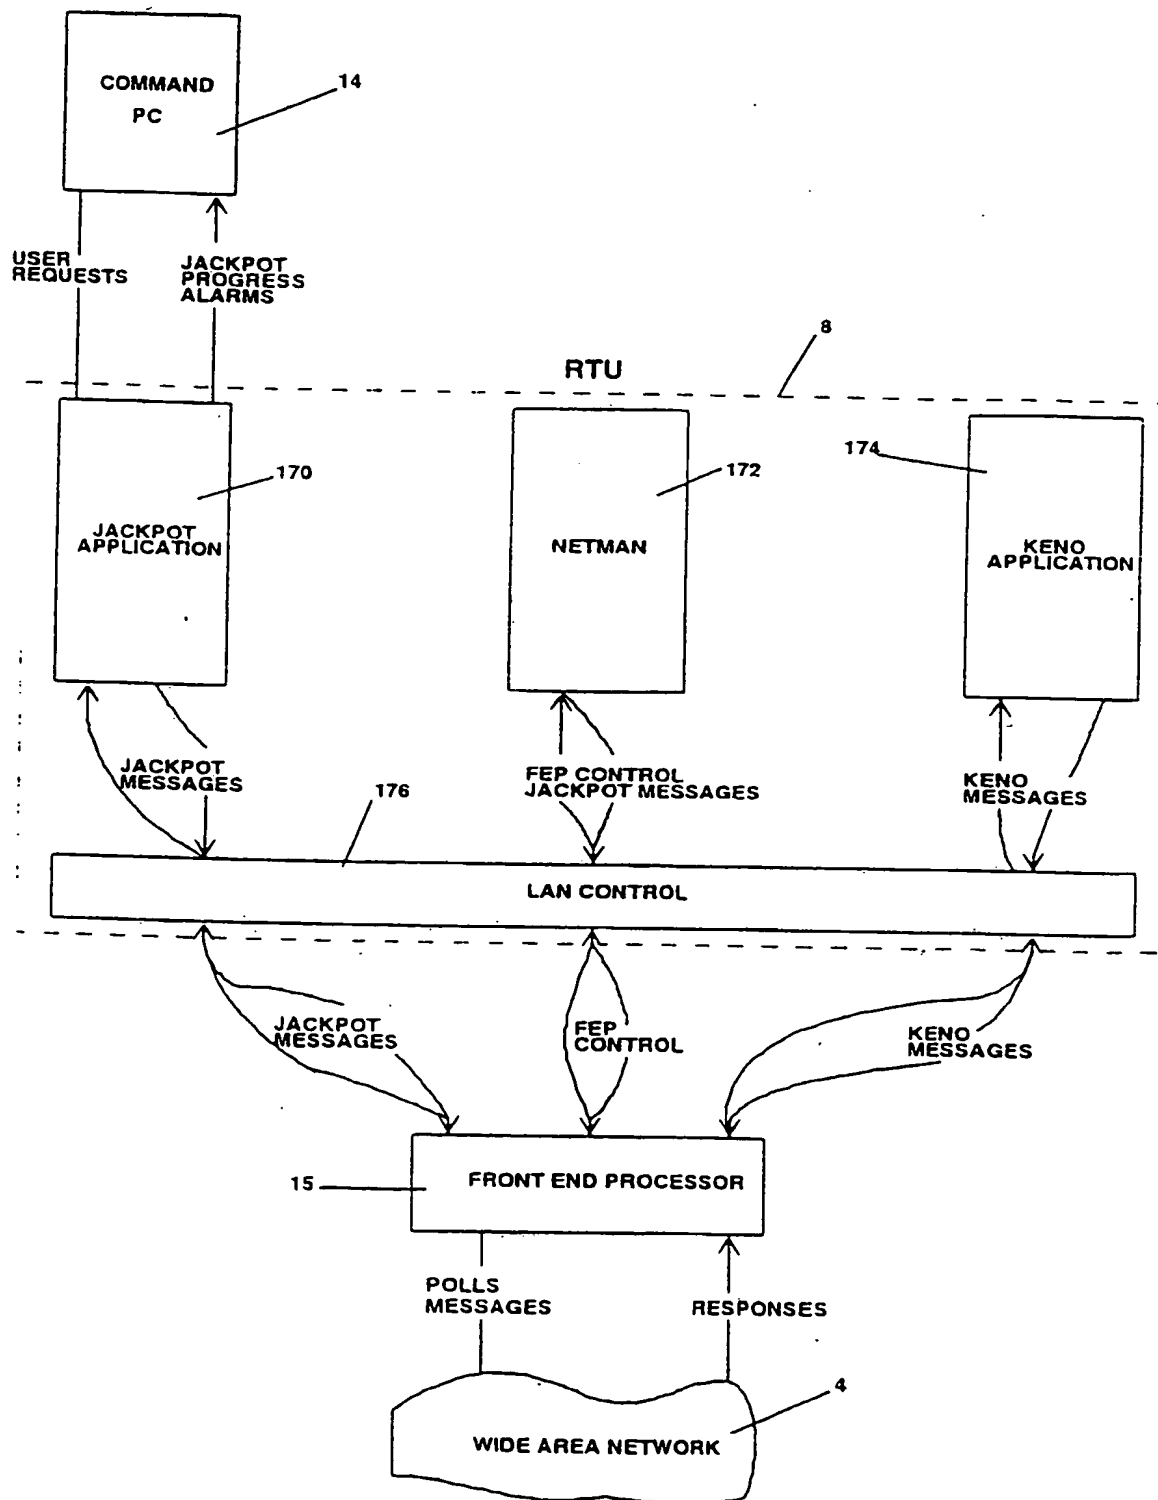 COMMAND
PC
14
USER
REQUESTS
JACKPOT
PROGRESS
ALARMS
8
RTU
170
JACKPOT
APPLICATION
172
NETMAN
174
KENO
APPLICATION
JACKPOT
MESSAGES
FEP CONTROL
JACKPOT MESSAGES
KENO
MESSAGES
176
LAN CONTROL
JACKPOT
MESSAGES
FEP
CONTROL
KENO
MESSAGES
15
FRONT END PROCESSOR
POLLS
MESSAGES
RESPONSES
4
WIDE AREA NETWORK